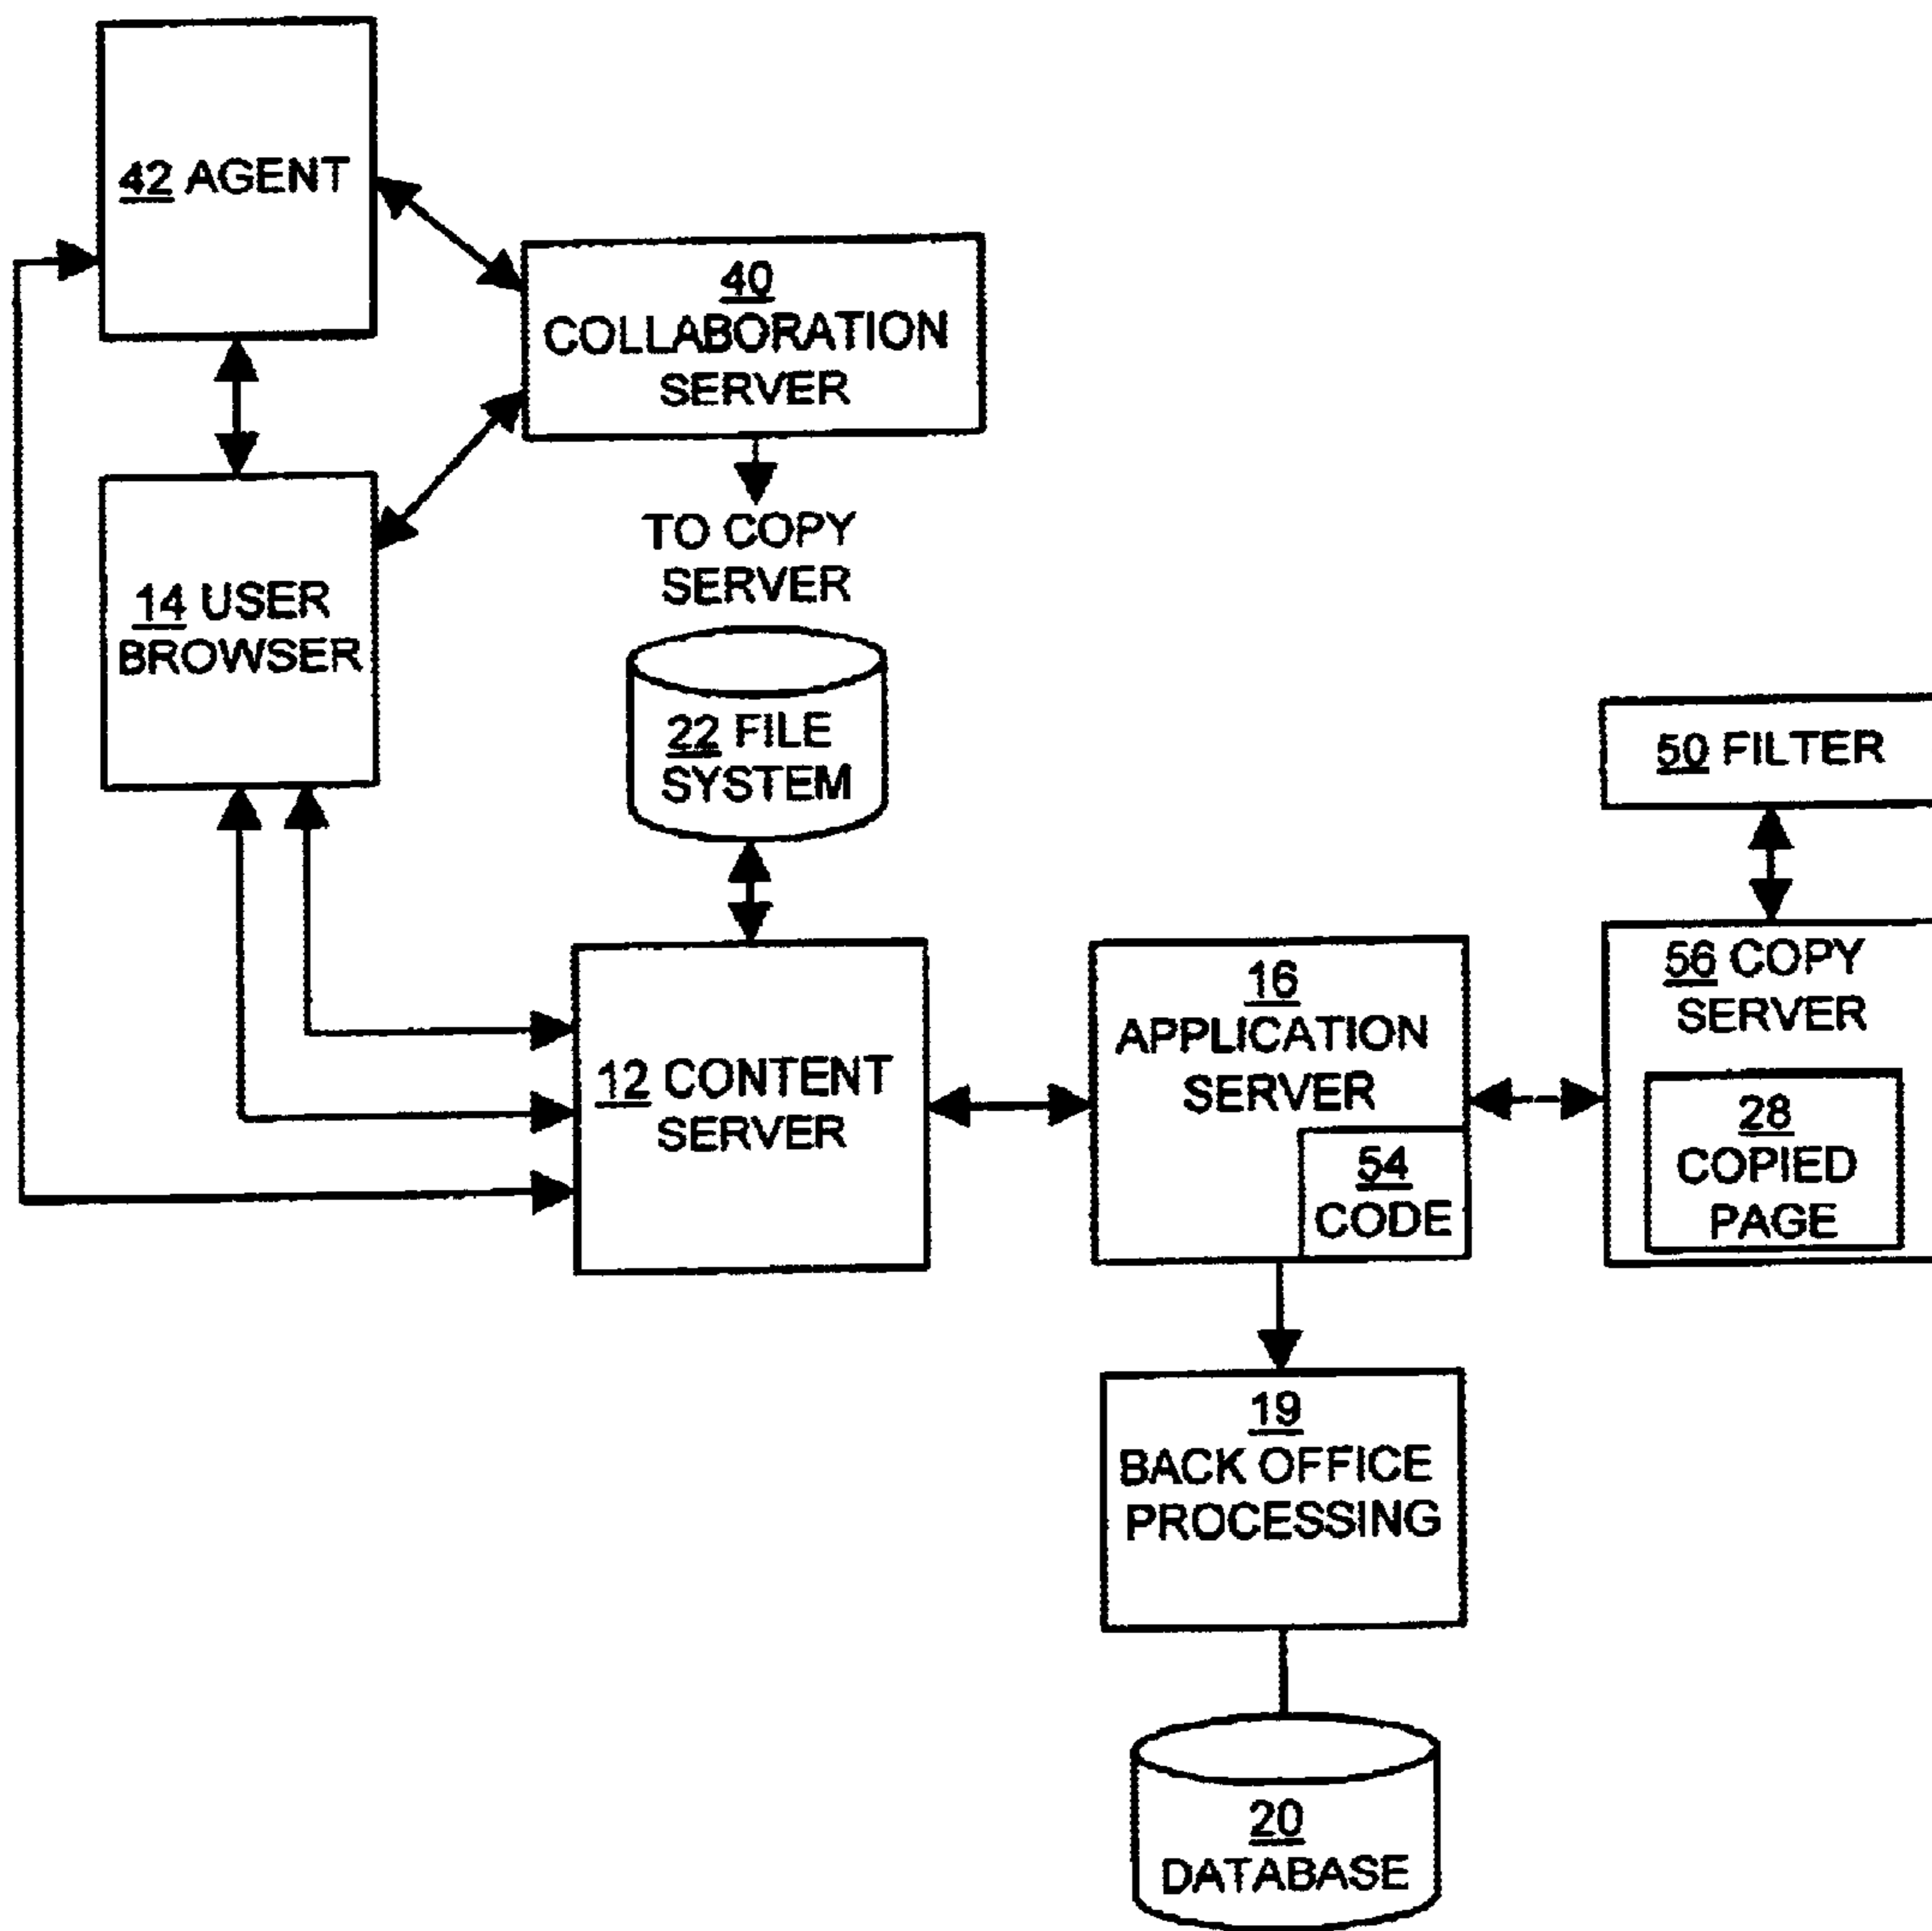 42 AGENT
40
COLLABORATION
SERVER
TO COPY
SERVER
14 USER
BROWSER
22 FILE
SYSTEM
50 FILTER
12 CONTENT
SERVER
16
APPLICATION
SERVER
54
CODE
56 COPY
SERVER
28
COPIED
PAGE
19
BACK OFFICE
PROCESSING
20
DATABASE